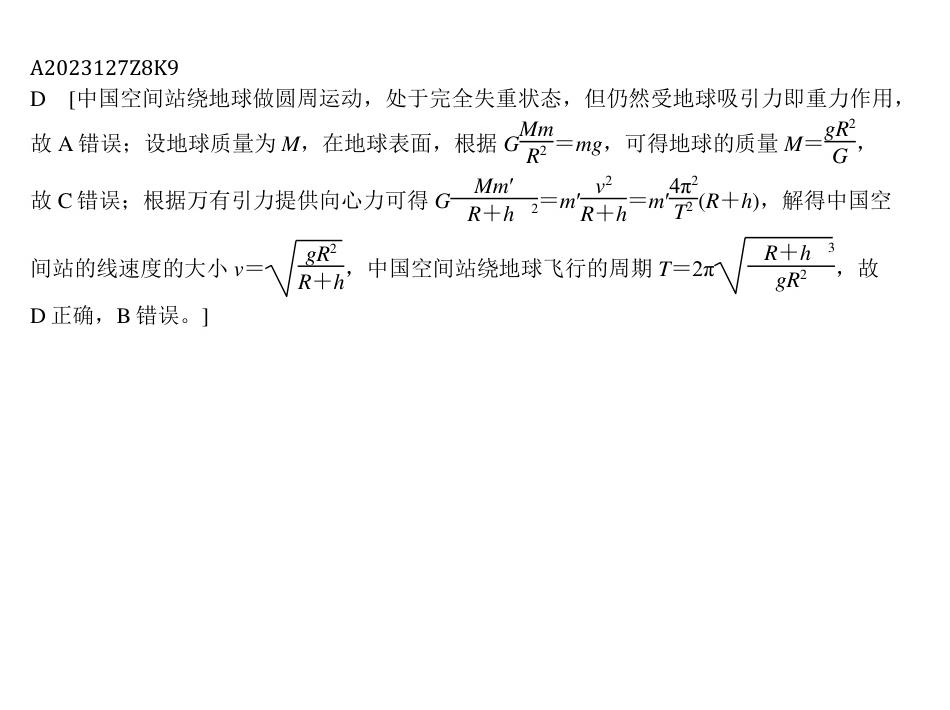 A2023127Z8K9
D [中国空间站绕地球做圆周运动，处于完全失重状态，但仍然受地球吸引力即重力作用，
故 A 错误；设地球质量为 M，在地球表面，根据 G\frac{Mm}{R^2}＝mg，可得地球的质量 M＝\frac{gR^2}{G}，
故 C 错误；根据万有引力提供向心力可得 G\frac{Mm′}{R＋h ^2}＝m′\frac{v^2}{R＋h}＝m′\frac{4π^2}{T^2}(R＋h)，解得中国空
间站的线速度的大小 v＝\sqrt{\frac{gR^2}{R＋h}}，中国空间站绕地球飞行的周期 T＝2π\sqrt{\frac{R＋h ^3}{gR^2}}，故
D 正确，B 错误。]